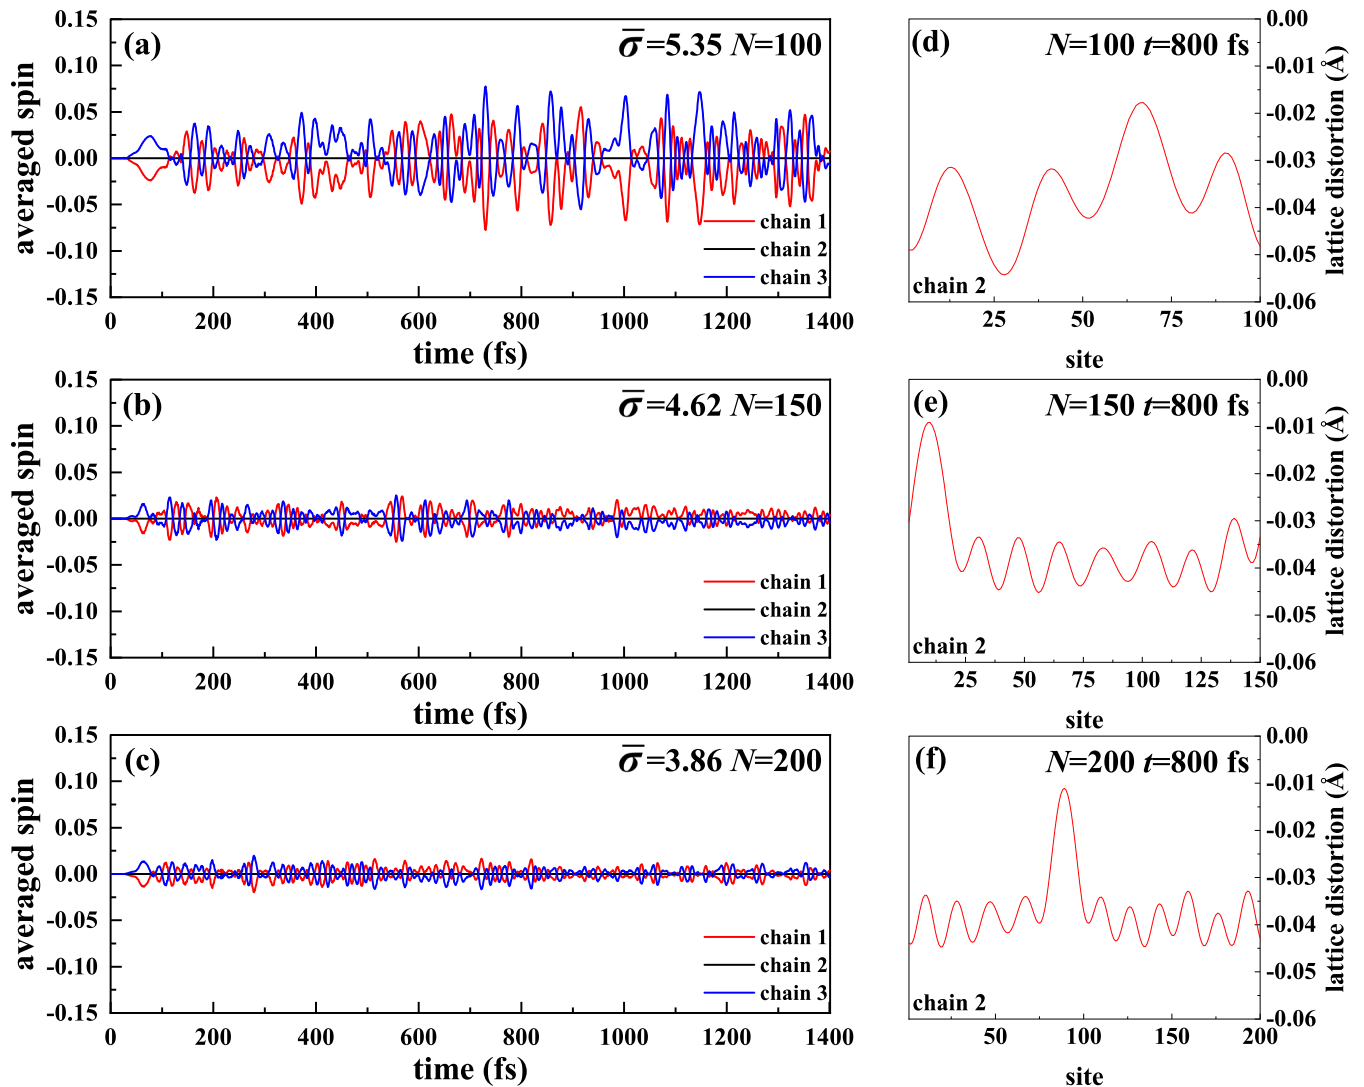 (a)
σ̅=5.35 N=100
averaged spin
0.15
0.10
0.05
0.00
-0.05
-0.10
-0.15
chain 1
chain 2
chain 3
0 200 400 600 800 1000 1200 1400
time (fs)
(d)
N=100 t=800 fs
0.00
-0.01
-0.02
-0.03
-0.04
-0.05
-0.06
lattice distortion (Å)
chain 2
25 50 75 100
site
(b)
σ̅=4.62 N=150
averaged spin
0.15
0.10
0.05
0.00
-0.05
-0.10
-0.15
chain 1
chain 2
chain 3
0 200 400 600 800 1000 1200 1400
time (fs)
(e)
N=150 t=800 fs
0.00
-0.01
-0.02
-0.03
-0.04
-0.05
-0.06
lattice distortion (Å)
chain 2
25 50 75 100 125 150
site
(c)
σ̅=3.86 N=200
averaged spin
0.15
0.10
0.05
0.00
-0.05
-0.10
-0.15
chain 1
chain 2
chain 3
0 200 400 600 800 1000 1200 1400
time (fs)
(f)
N=200 t=800 fs
0.00
-0.01
-0.02
-0.03
-0.04
-0.05
-0.06
lattice distortion (Å)
chain 2
50 100 150 200
site